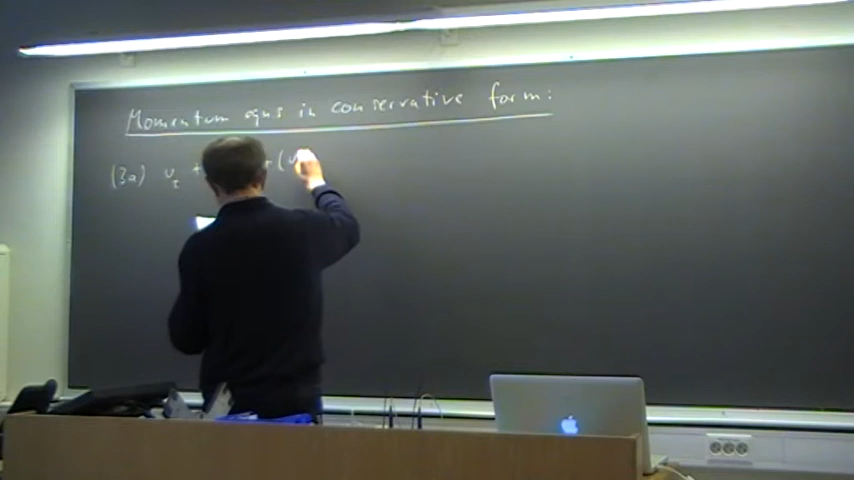 Momentum eqns in conservative form:
(3a) u_t + + (u